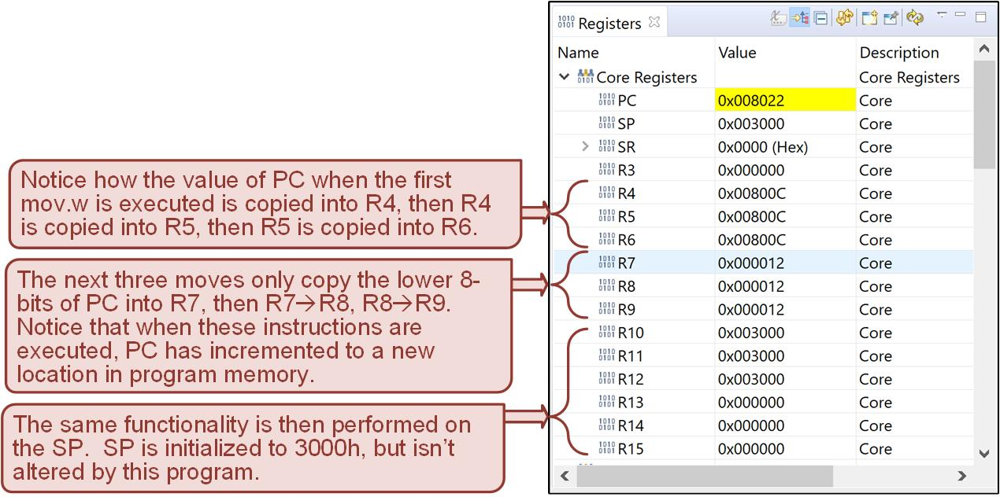 Notice how the value of PC when the first
mov.w is executed is copied into R4, then R4
is copied into R5, then R5 is copied into R6.
The next three moves only copy the lower 8-
bits of PC into R7, then R7→R8, R8→R9.
Notice that when these instructions are
executed, PC has incremented to a new
location in program memory.
The same functionality is then performed on
the SP.  SP is initialized to 3000h, but isn't
altered by this program.
Registers
Name Value Description
Core Registers Core Registers
PC 0x008022 Core
SP 0x003000 Core
SR 0x0000 (Hex) Core
R3 0x000000 Core
R4 0x00800C Core
R5 0x00800C Core
R6 0x00800C Core
R7 0x000012 Core
R8 0x000012 Core
R9 0x000012 Core
R10 0x003000 Core
R11 0x003000 Core
R12 0x003000 Core
R13 0x000000 Core
R14 0x000000 Core
R15 0x000000 Core